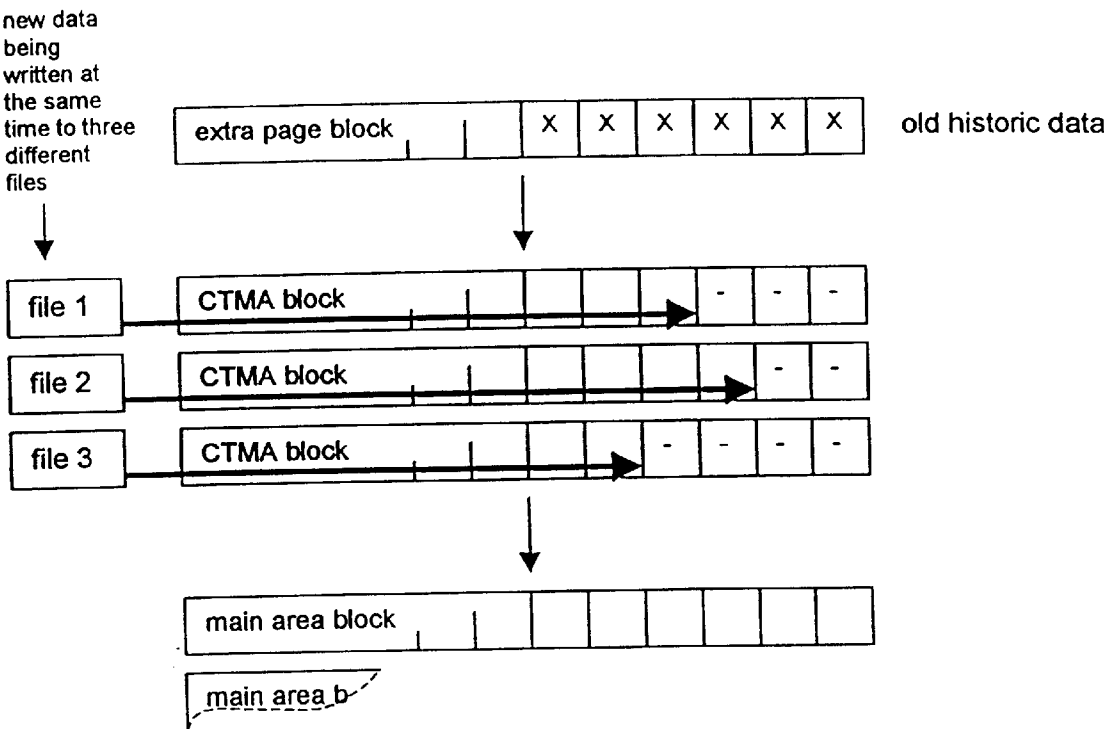 new data
being
written at
the same
time to three
different
files
extra page block X X X X X X
old historic data
file 1
CTMA block - - -
file 2
CTMA block - -
file 3
CTMA block - - - -
main area block
main area b